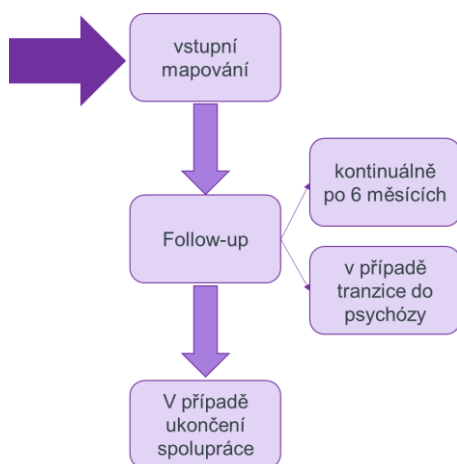 vstupní
mapování
Follow-up
kontinuálně
po 6 měsících
v případě
tranzice do
psychózy
V případě
ukončení
spolupráce